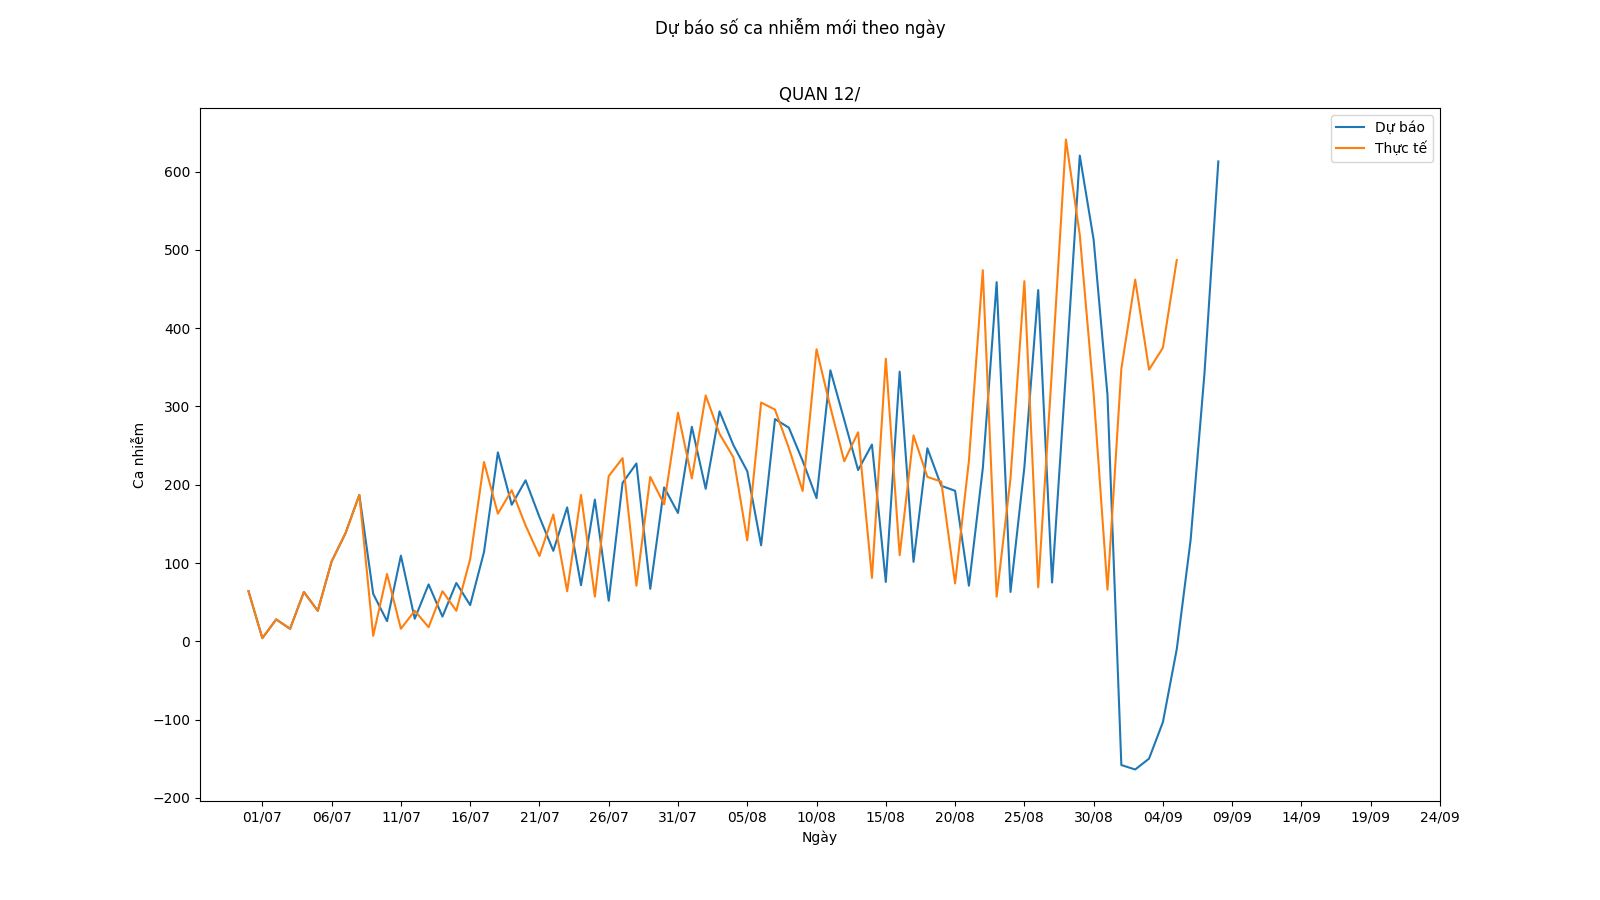 Dự báo số ca nhiễm mới theo ngày
QUAN 12/
Dự báo
Thực tế
600
500
400
300
200
100
0
−100
−200
Ca nhiễm
01/07 06/07 11/07 16/07 21/07 26/07 31/07 05/08 10/08 15/08 20/08 25/08 30/08 04/09 09/09 14/09 19/09 24/09
Ngày